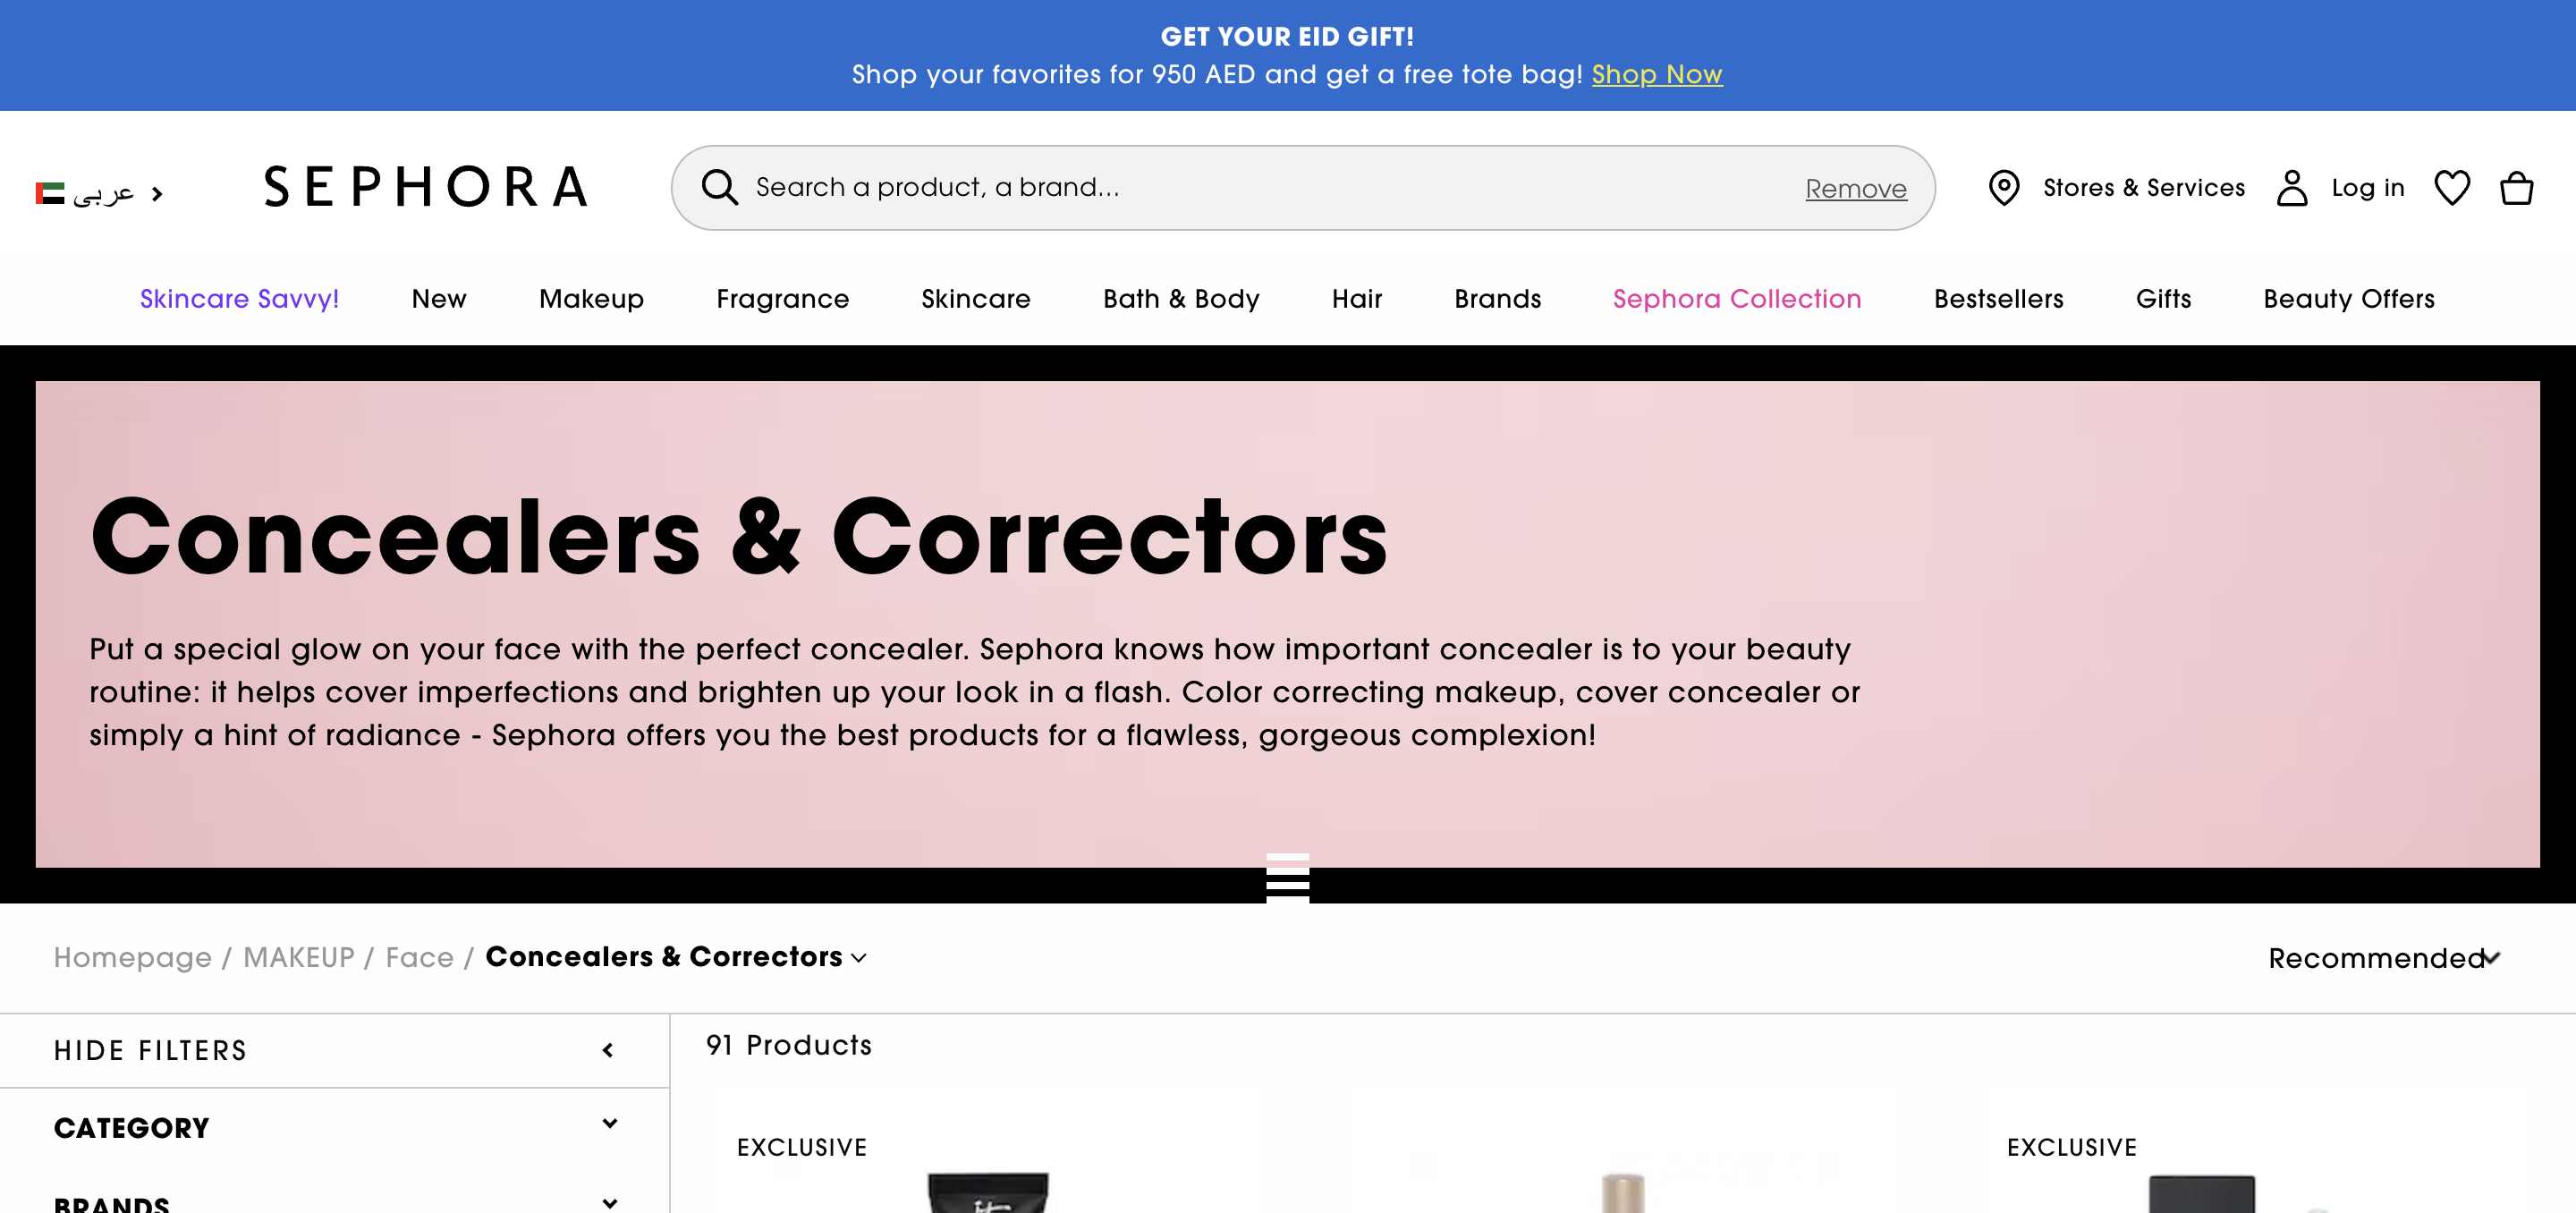 GET YOUR EID GIFT!
Shop your favorites for 950 AED and get a free tote bag! Shop Now
عربى
SEPHORA
Search a product, a brand...
Remove
Stores & Services
Log in
Skincare Savvy!
New
Makeup
Fragrance
Skincare
Bath & Body
Hair
Brands
Sephora Collection
Bestsellers
Gifts
Beauty Offers
Concealers & Correctors
Put a special glow on your face with the perfect concealer. Sephora knows how important concealer is to your beauty
routine: it helps cover imperfections and brighten up your look in a flash. Color correcting makeup, cover concealer or
simply a hint of radiance - Sephora offers you the best products for a flawless, gorgeous complexion!
Homepage / MAKEUP / Face / Concealers & Correctors
Recommended
HIDE FILTERS
91 Products
CATEGORY
EXCLUSIVE
EXCLUSIVE
BRANDS
it